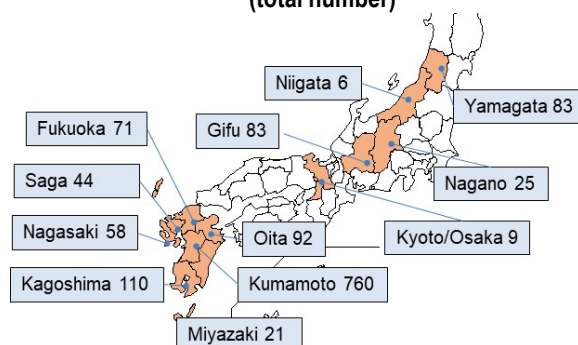 (total number)
Niigata 6
Yamagata 83
Fukuoka 71
Gifu 83
Saga 44
Nagano 25
Nagasaki 58
Oita 92
Kyoto/Osaka 9
Kagoshima 110
Kumamoto 760
Miyazaki 21